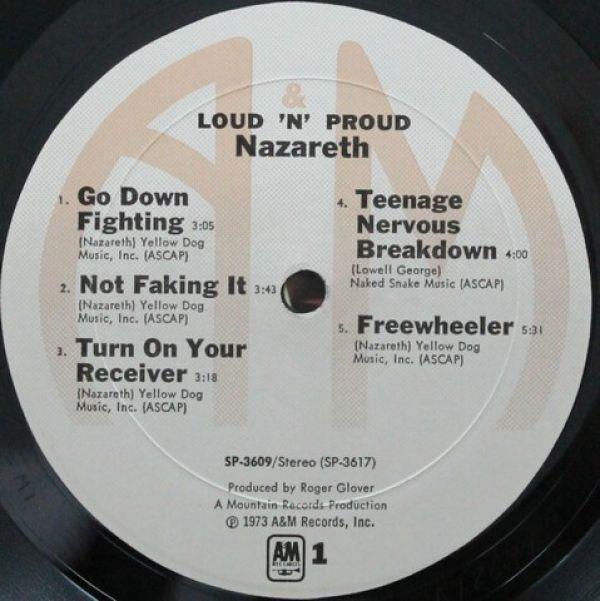 &
LOUD 'N' PROUD
Nazareth
1. Go Down
Fighting 3:05
(Nazareth) Yellow Dog
Music, Inc. (ASCAP)
2. Not Faking It 3:43
(Nazareth) Yellow Dog
Music, Inc. (ASCAP)
3. Turn On Your
Receiver 3:18
(Nazareth) Yellow Dog
Music, Inc. (ASCAP)
4. Teenage
Nervous
Breakdown 4:00
(Lowell George)
Naked Snake Music (ASCAP)
5. Freewheeler 5:31
(Nazareth) Yellow Dog
Music, Inc. (ASCAP)
SP-3609/Stereo (SP-3617)
Produced by Roger Glover
A Mountain Records Production
℗ 1973 A&M Records, Inc.
AM
RECORDS
1
A M